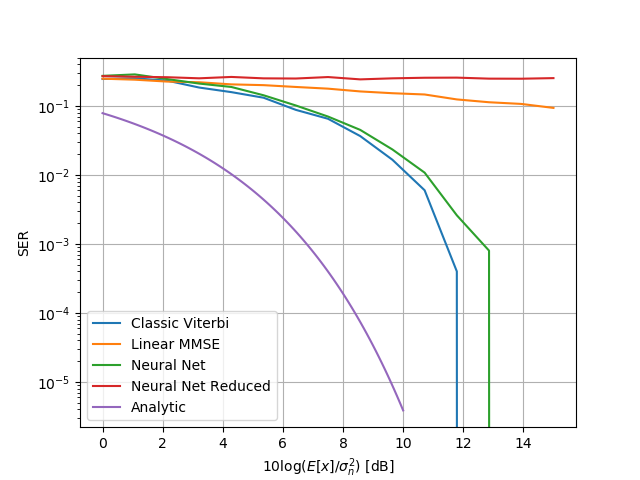 10⁻¹
10⁻²
10⁻³
10⁻⁴
10⁻⁵
SER
Classic Viterbi
Linear MMSE
Neural Net
Neural Net Reduced
Analytic
0 2 4 6 8 10 12 14
10log(E[x]/σₙ²) [dB]